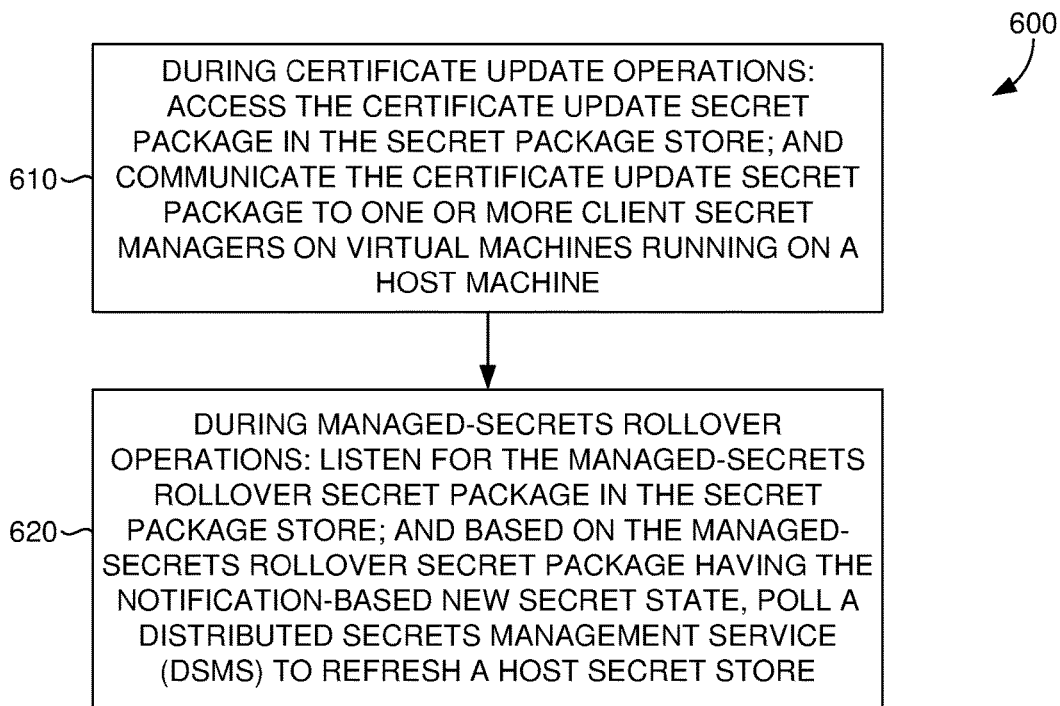 600
DURING CERTIFICATE UPDATE OPERATIONS:
ACCESS THE CERTIFICATE UPDATE SECRET
PACKAGE IN THE SECRET PACKAGE STORE; AND
COMMUNICATE THE CERTIFICATE UPDATE SECRET
PACKAGE TO ONE OR MORE CLIENT SECRET
MANAGERS ON VIRTUAL MACHINES RUNNING ON A
HOST MACHINE
610
DURING MANAGED-SECRETS ROLLOVER
OPERATIONS: LISTEN FOR THE MANAGED-SECRETS
ROLLOVER SECRET PACKAGE IN THE SECRET
PACKAGE STORE; AND BASED ON THE MANAGED-
SECRETS ROLLOVER SECRET PACKAGE HAVING THE
NOTIFICATION-BASED NEW SECRET STATE, POLL A
DISTRIBUTED SECRETS MANAGEMENT SERVICE
(DSMS) TO REFRESH A HOST SECRET STORE
620